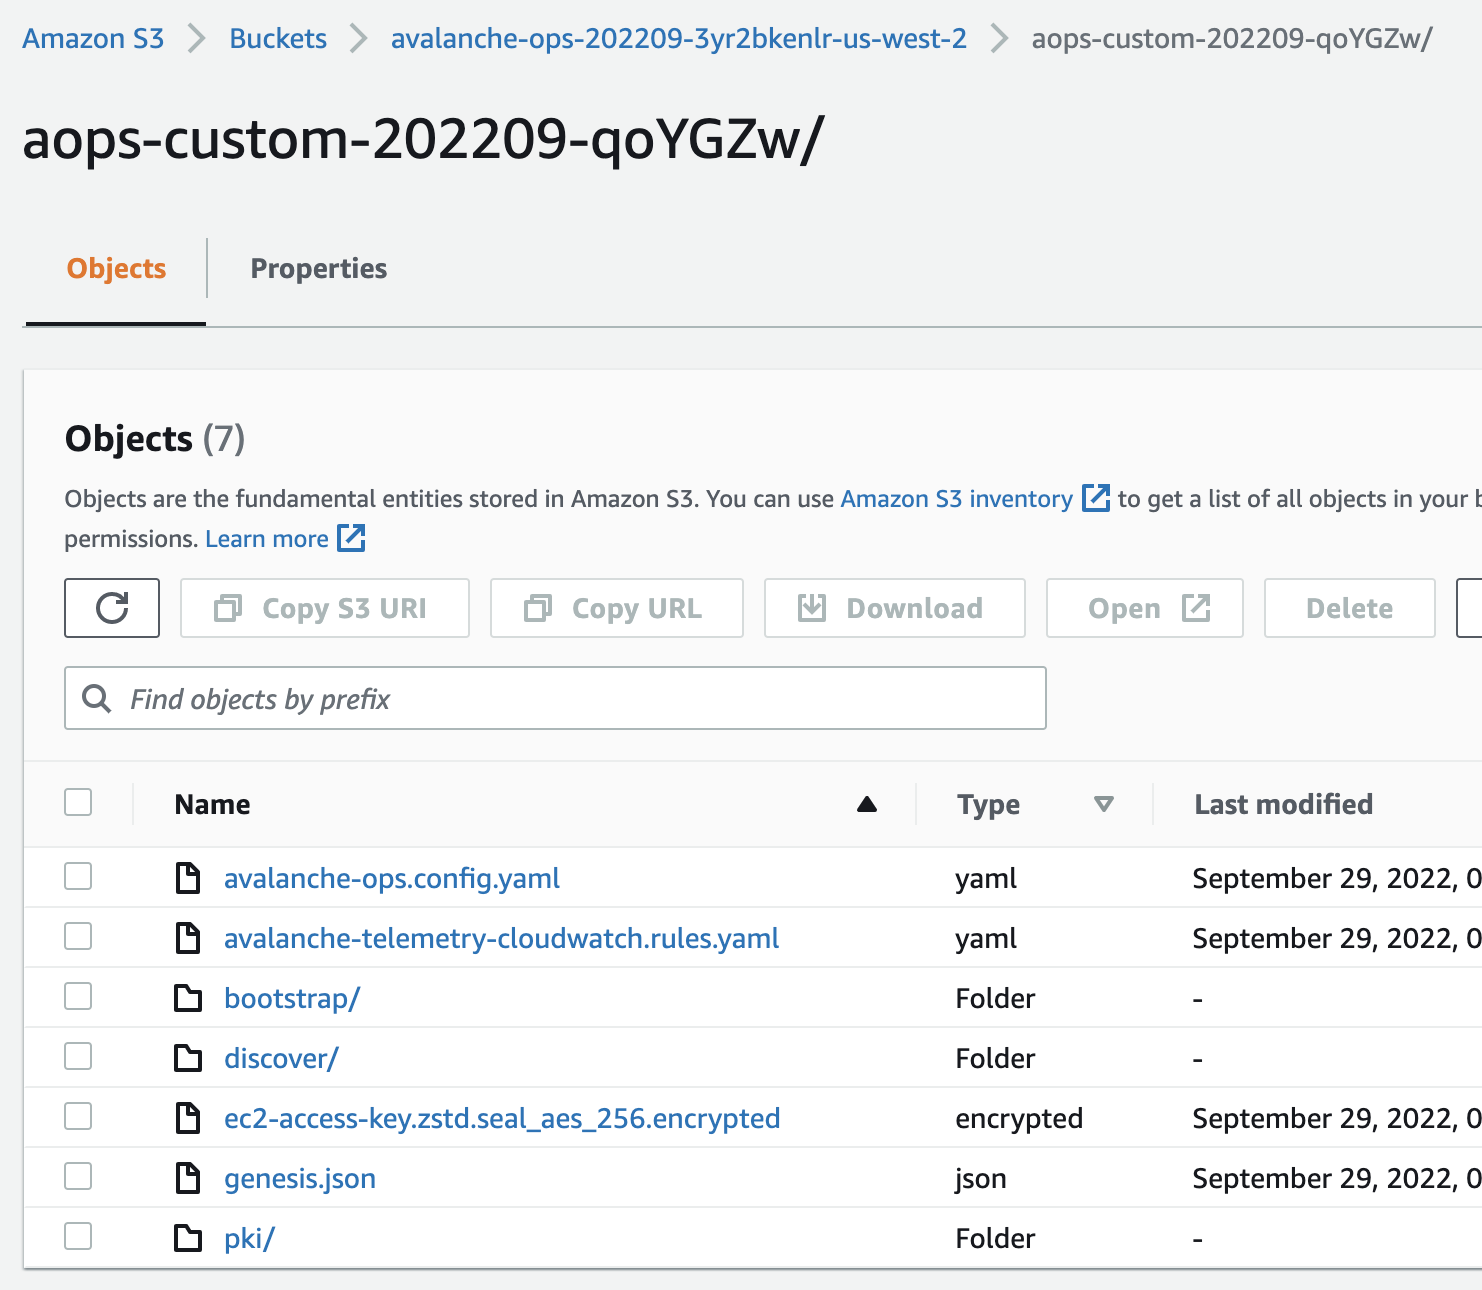 Amazon S3 > Buckets > avalanche-ops-202209-3yr2bkenlr-us-west-2 > aops-custom-202209-qoYGZw/
aops-custom-202209-qoYGZw/
Objects Properties
Objects (7)
Objects are the fundamental entities stored in Amazon S3. You can use Amazon S3 inventory to get a list of all objects in your
permissions. Learn more
Copy S3 URI Copy URL Download Open Delete
Find objects by prefix
Name Type Last modified
avalanche-ops.config.yaml yaml September 29, 2022, 0
avalanche-telemetry-cloudwatch.rules.yaml yaml September 29, 2022, 0
bootstrap/ Folder -
discover/ Folder -
ec2-access-key.zstd.seal_aes_256.encrypted encrypted September 29, 2022, 0
genesis.json json September 29, 2022, 0
pki/ Folder -